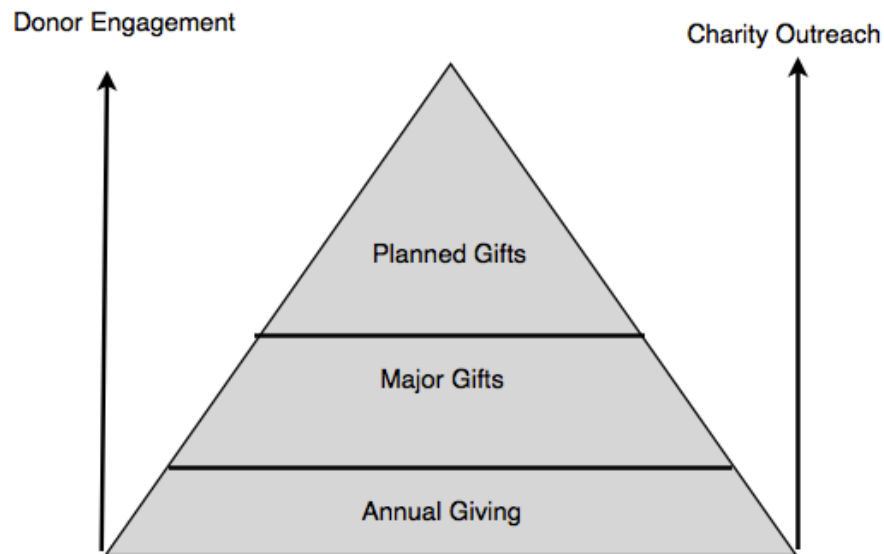 Donor Engagement
Charity Outreach
Planned Gifts
Major Gifts
Annual Giving